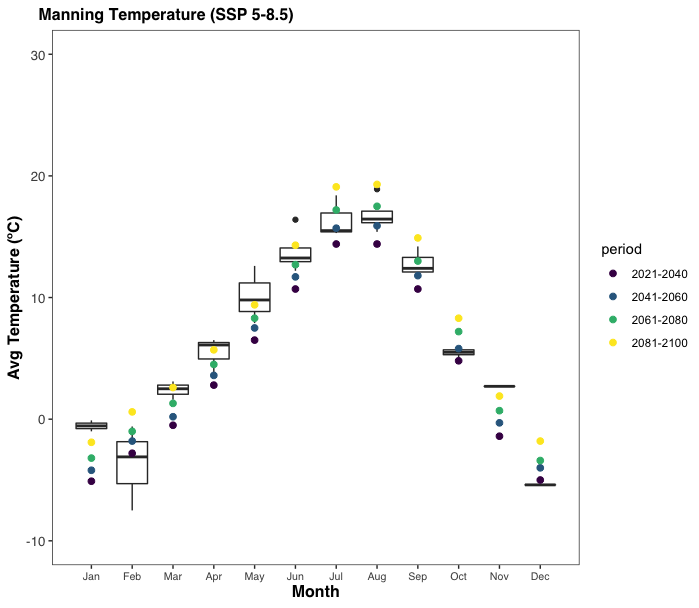 Manning Temperature (SSP 5-8.5)
30
20
10
0
-10
Avg Temperature (°C)
Jan Feb Mar Apr May Jun Jul Aug Sep Oct Nov Dec
Month
period
2021-2040
2041-2060
2061-2080
2081-2100